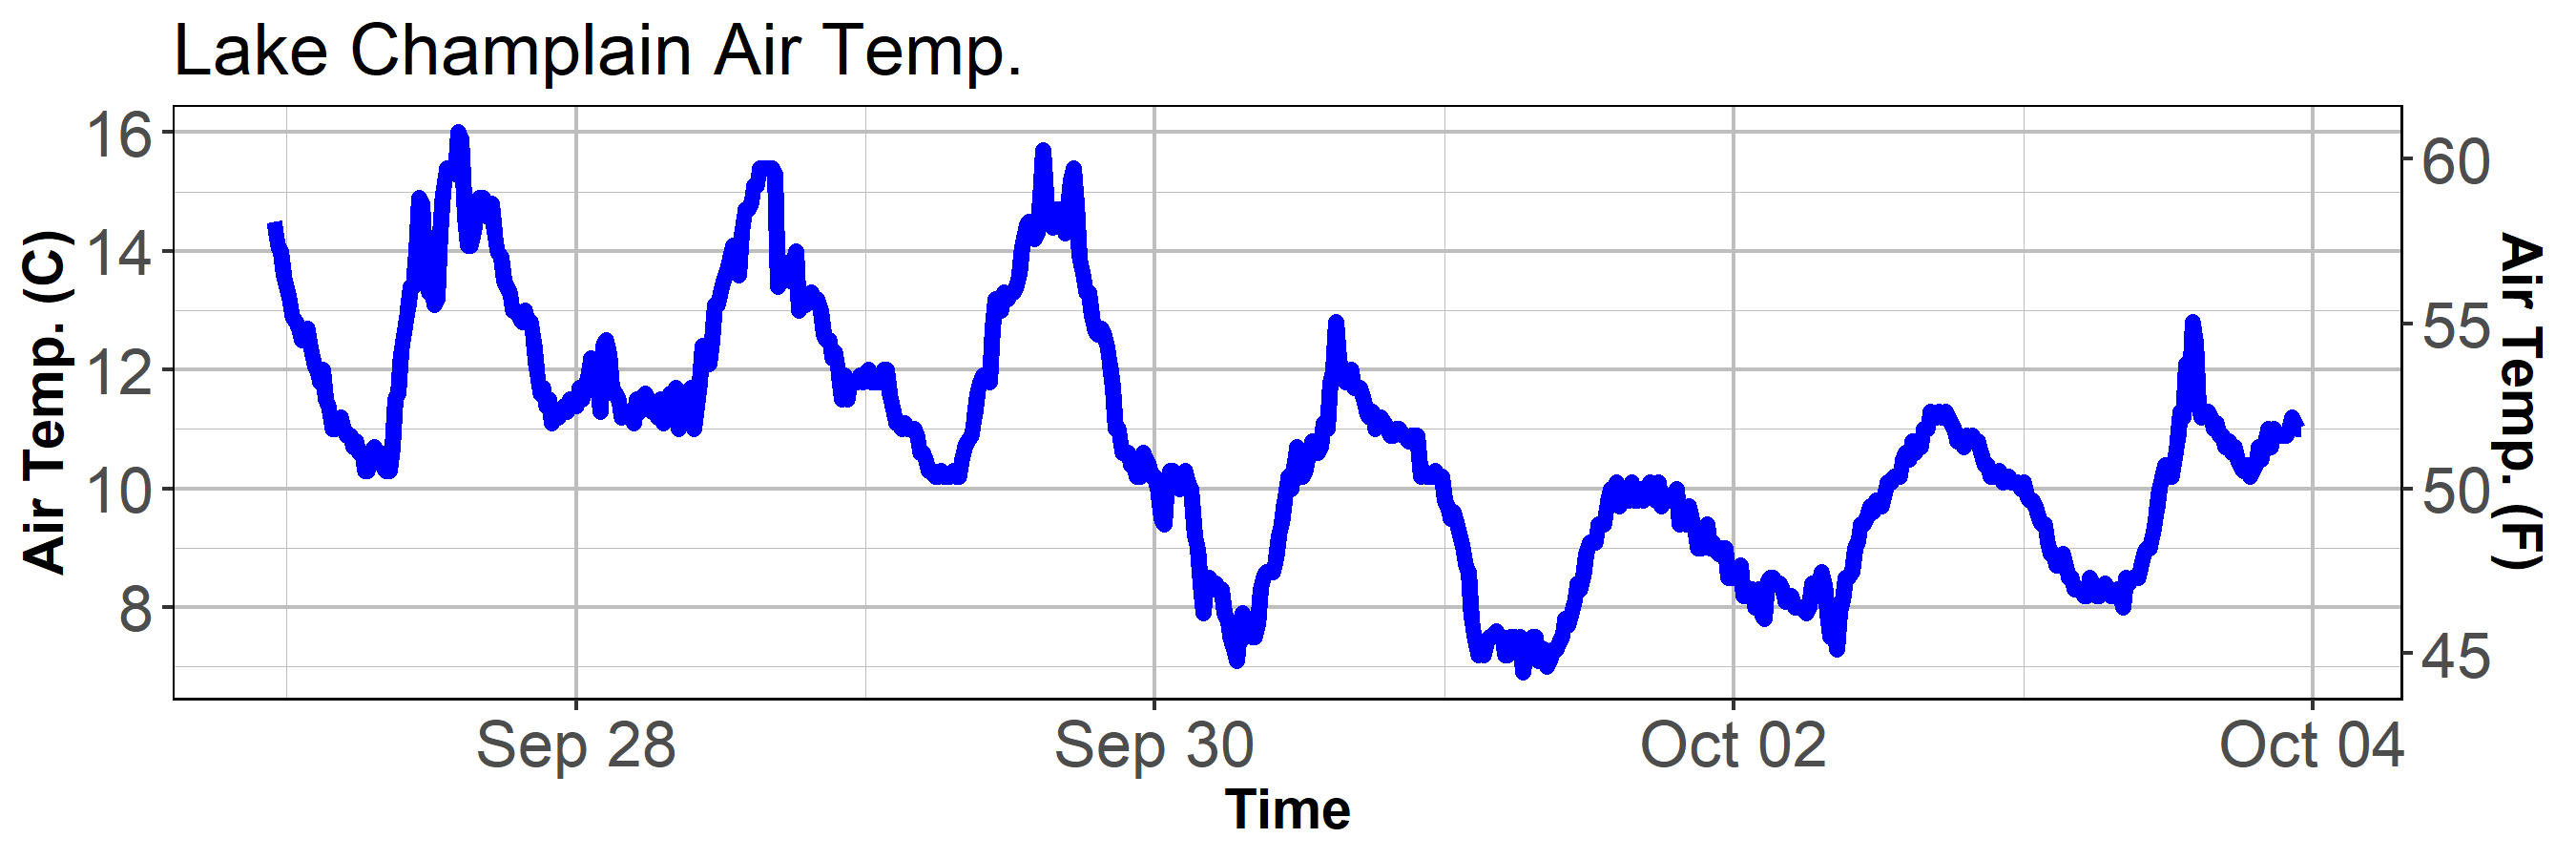 Lake Champlain Air Temp.
16
14
12
10
8
Air Temp. (C)
60
55
50
45
Air Temp. (F)
Sep 28
Sep 30
Oct 02
Oct 04
Time